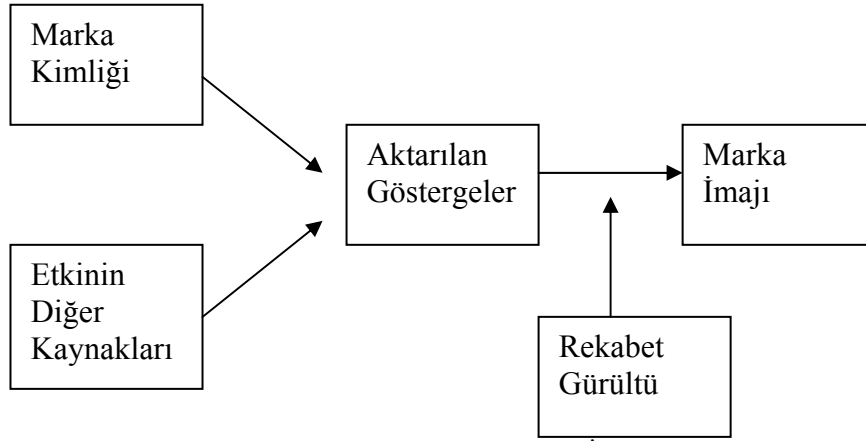 Marka
Kimliği
Aktarılan
Göstergeler
Marka
İmajı
Etkinin
Diğer
Kaynakları
Rekabet
Gürültü